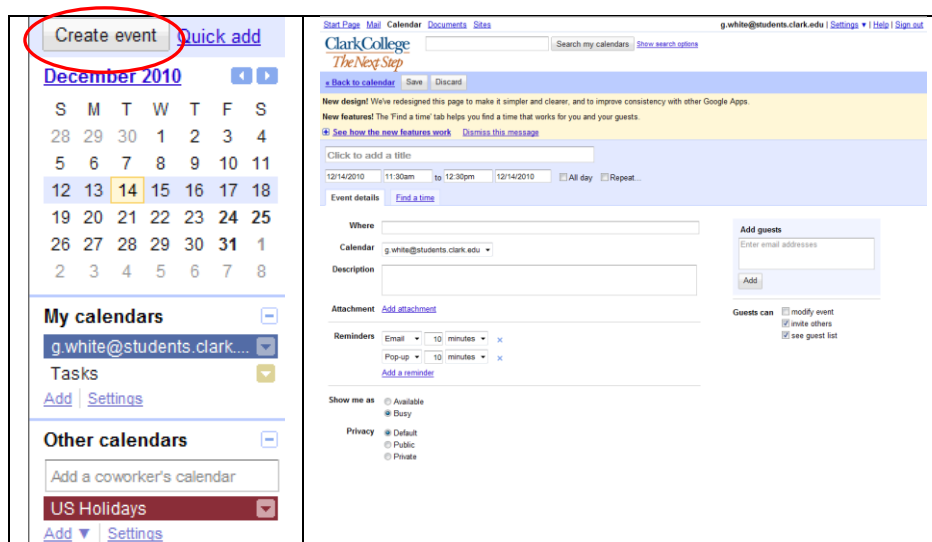 Create event Quick add
December 2010
S M T W T F S
28 29 30 1 2 3 4
5 6 7 8 9 10 11
12 13 14 15 16 17 18
19 20 21 22 23 24 25
26 27 28 29 30 31 1
2 3 4 5 6 7 8
My calendars
g.white@students.clark....
Tasks
Add Settings
Other calendars
Add a coworker's calendar
US Holidays
Add ▼ Settings
Start Page Mail Calendar Documents Sites g.white@students.clark.edu | Settings ▼ | Help | Sign out
Clark College
The Next Step
Search my calendars Show search options
« Back to calendar Save Discard
New design! We've redesigned this page to make it simpler and clearer, and to improve consistency with other Google Apps.
New features! The 'Find a time' tab helps you find a time that works for you and your guests.
See how the new features work Dismiss this message
Click to add a title
12/14/2010 11:30am to 12:30pm 12/14/2010 All day Repeat...
Event details Find a time
Where
Calendar g.white@students.clark.edu
Description
Attachment Add attachment
Reminders Email 10 minutes x
Pop-up 10 minutes x
Add a reminder
Show me as Available
Busy
Privacy Default
Public
Private
Add guests
Enter email addresses
Add
Guests can modify event
invite others
see guest list